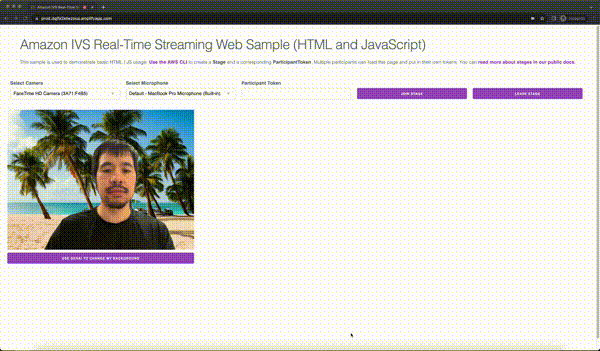 Amazon IVS Real-Time Streaming Web Sample (HTML and JavaScript)
This sample is used to demonstrate basic HTML / JS usage. Use the AWS CLI to create a Stage and a corresponding ParticipantToken. Multiple participants can load this page and put in their own tokens. You can read more about stages in our public docs.
Select Camera Select Microphone Participant Token
FaceTime HD Camera (3A71:F4B5) Default - MacBook Pro Microphone (Built-in) JOIN STAGE LEAVE STAGE
USE GENAI TO CHANGE MY BACKGROUND